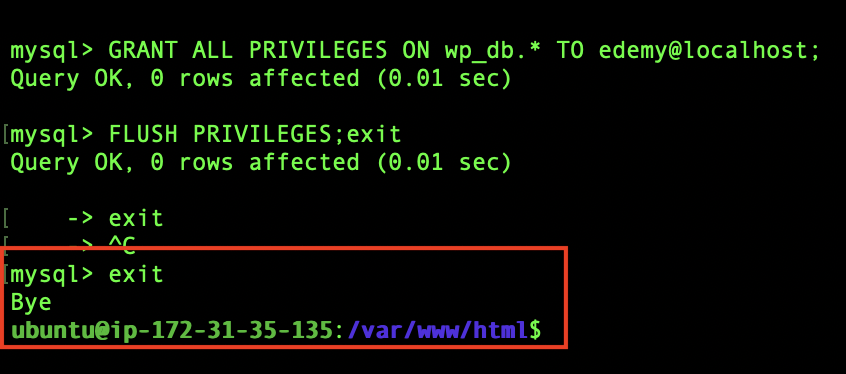 mysql> GRANT ALL PRIVILEGES ON wp_db.* TO edemy@localhost;
Query OK, 0 rows affected (0.01 sec)
[mysql> FLUSH PRIVILEGES;exit
Query OK, 0 rows affected (0.01 sec)
[    -> exit
[    -> ^C
[mysql> exit
Bye
ubuntu@ip-172-31-35-135:/var/www/html$